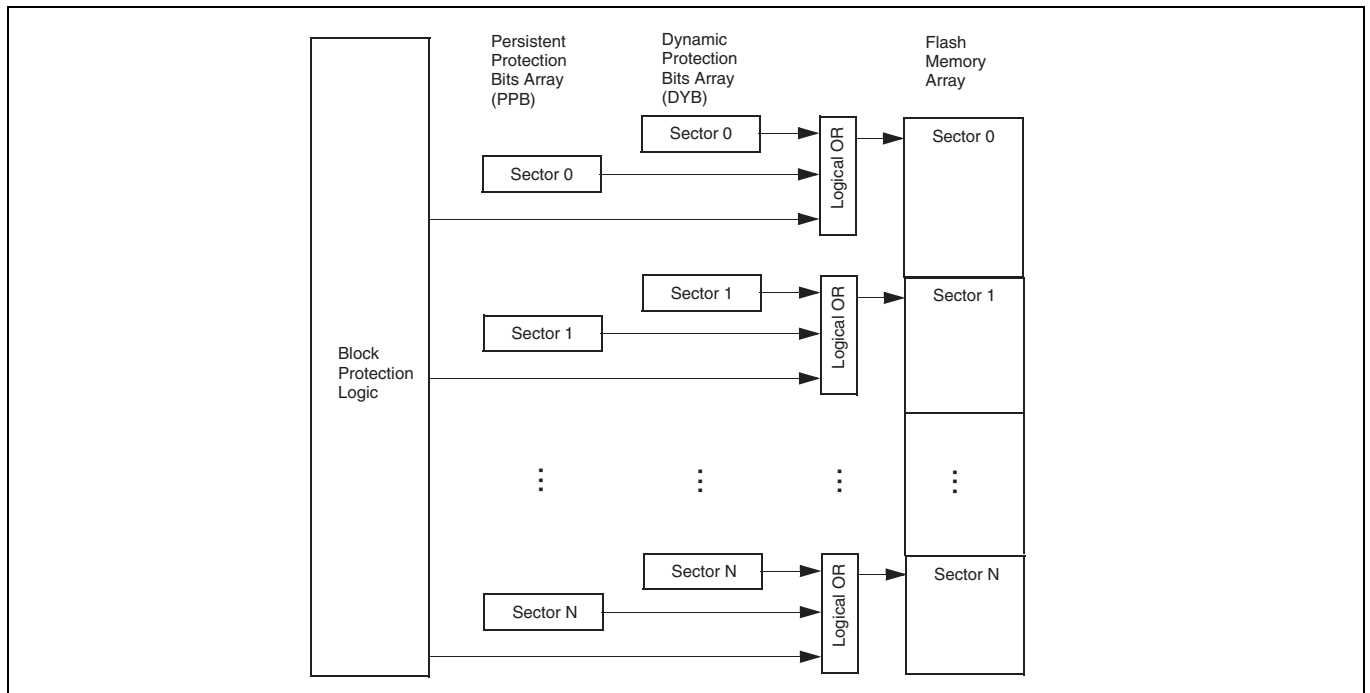 Persistent
Protection
Bits Array
(PPB)
Dynamic
Protection
Bits Array
(DYB)
Flash
Memory
Array
Sector 0
Sector 0
Logical OR
Sector 0
Sector 1
Sector 1
Logical OR
Sector 1
Block
Protection
Logic
⋮ ⋮ ⋮ ⋮
Sector N
Sector N
Logical OR
Sector N